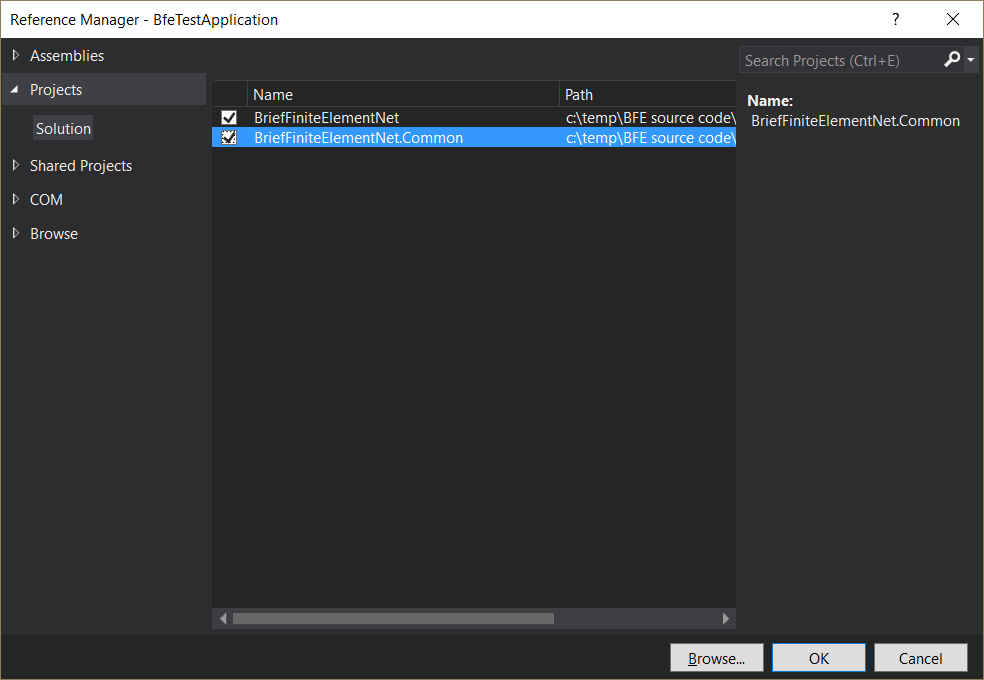 Reference Manager - BfeTestApplication
?
Assemblies
Projects
Solution
Shared Projects
COM
Browse
Name Path
BriefFiniteElementNet c:\temp\BFE source code\
BriefFiniteElementNet.Common c:\temp\BFE source code\
Search Projects (Ctrl+E)
Name:
BriefFiniteElementNet.Common
Browse...
OK
Cancel